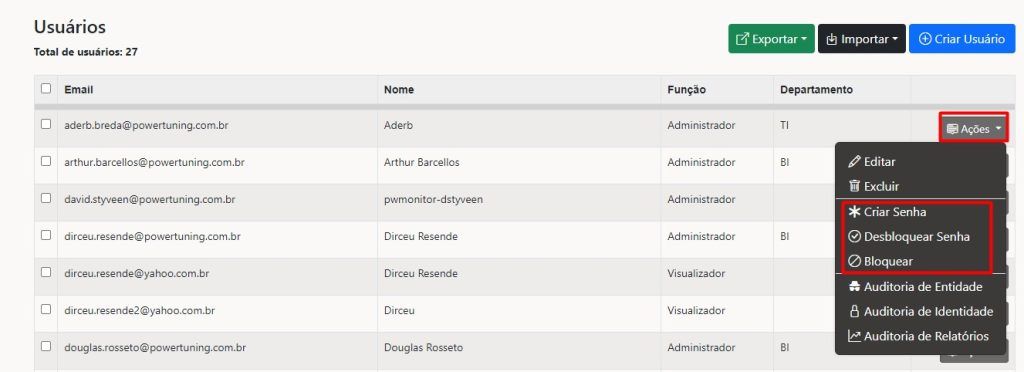 Usuários
Total de usuários: 27
Exportar
Importar
Criar Usuário
Email Nome Função Departamento
aderb.breda@powertuning.com.br Aderb Administrador TI
Ações
arthur.barcellos@powertuning.com.br Arthur Barcellos Administrador BI
david.styveen@powertuning.com.br pwmonitor-dstyveen Administrador
dirceu.resende@powertuning.com.br Dirceu Resende Administrador BI
dirceu.resende@yahoo.com.br Dirceu Resende Visualizador
dirceu.resende2@yahoo.com.br Dirceu Visualizador
douglas.rosseto@powertuning.com.br Douglas Rosseto Administrador BI
Editar
Excluir
Criar Senha
Desbloquear Senha
Bloquear
Auditoria de Entidade
Auditoria de Identidade
Auditoria de Relatórios